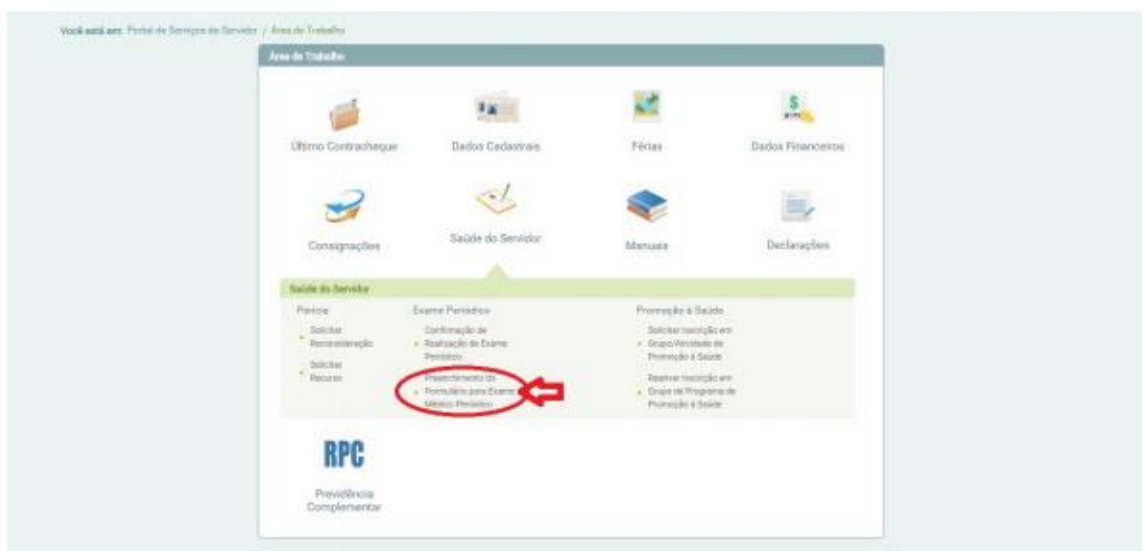 Você está em: Portal de Serviços do Servidor / Área de Trabalho
Área de Trabalho
Último Contracheque
Dados Cadastrais
Férias
Dados Financeiros
Consignações
Saúde do Servidor
Manuais
Declarações
Saúde do Servidor
Perícia
Exame Periódico
Promoção à Saúde
Solicitar
Reconsideração
Solicitar
Recurso
Confirmação de
Realização de Exame
Periódico
Preenchimento do
Formulário para Exame
Médico Periódico
Solicitar Inscrição em
Grupo/Atividade de
Promoção à Saúde
Reativar Inscrição em
Grupo de Programa de
Promoção à Saúde
RPC
Previdência
Complementar